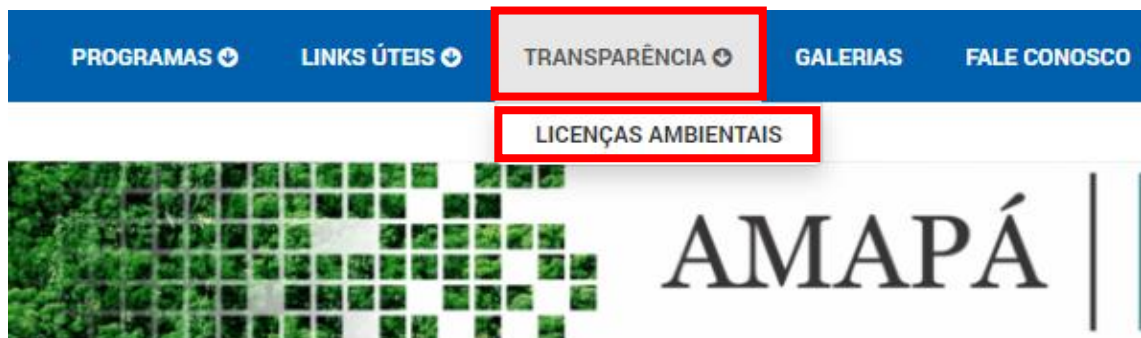 PROGRAMAS LINKS ÚTEIS TRANSPARÊNCIA GALERIAS FALE CONOSCO
LICENÇAS AMBIENTAIS
AMAPÁ